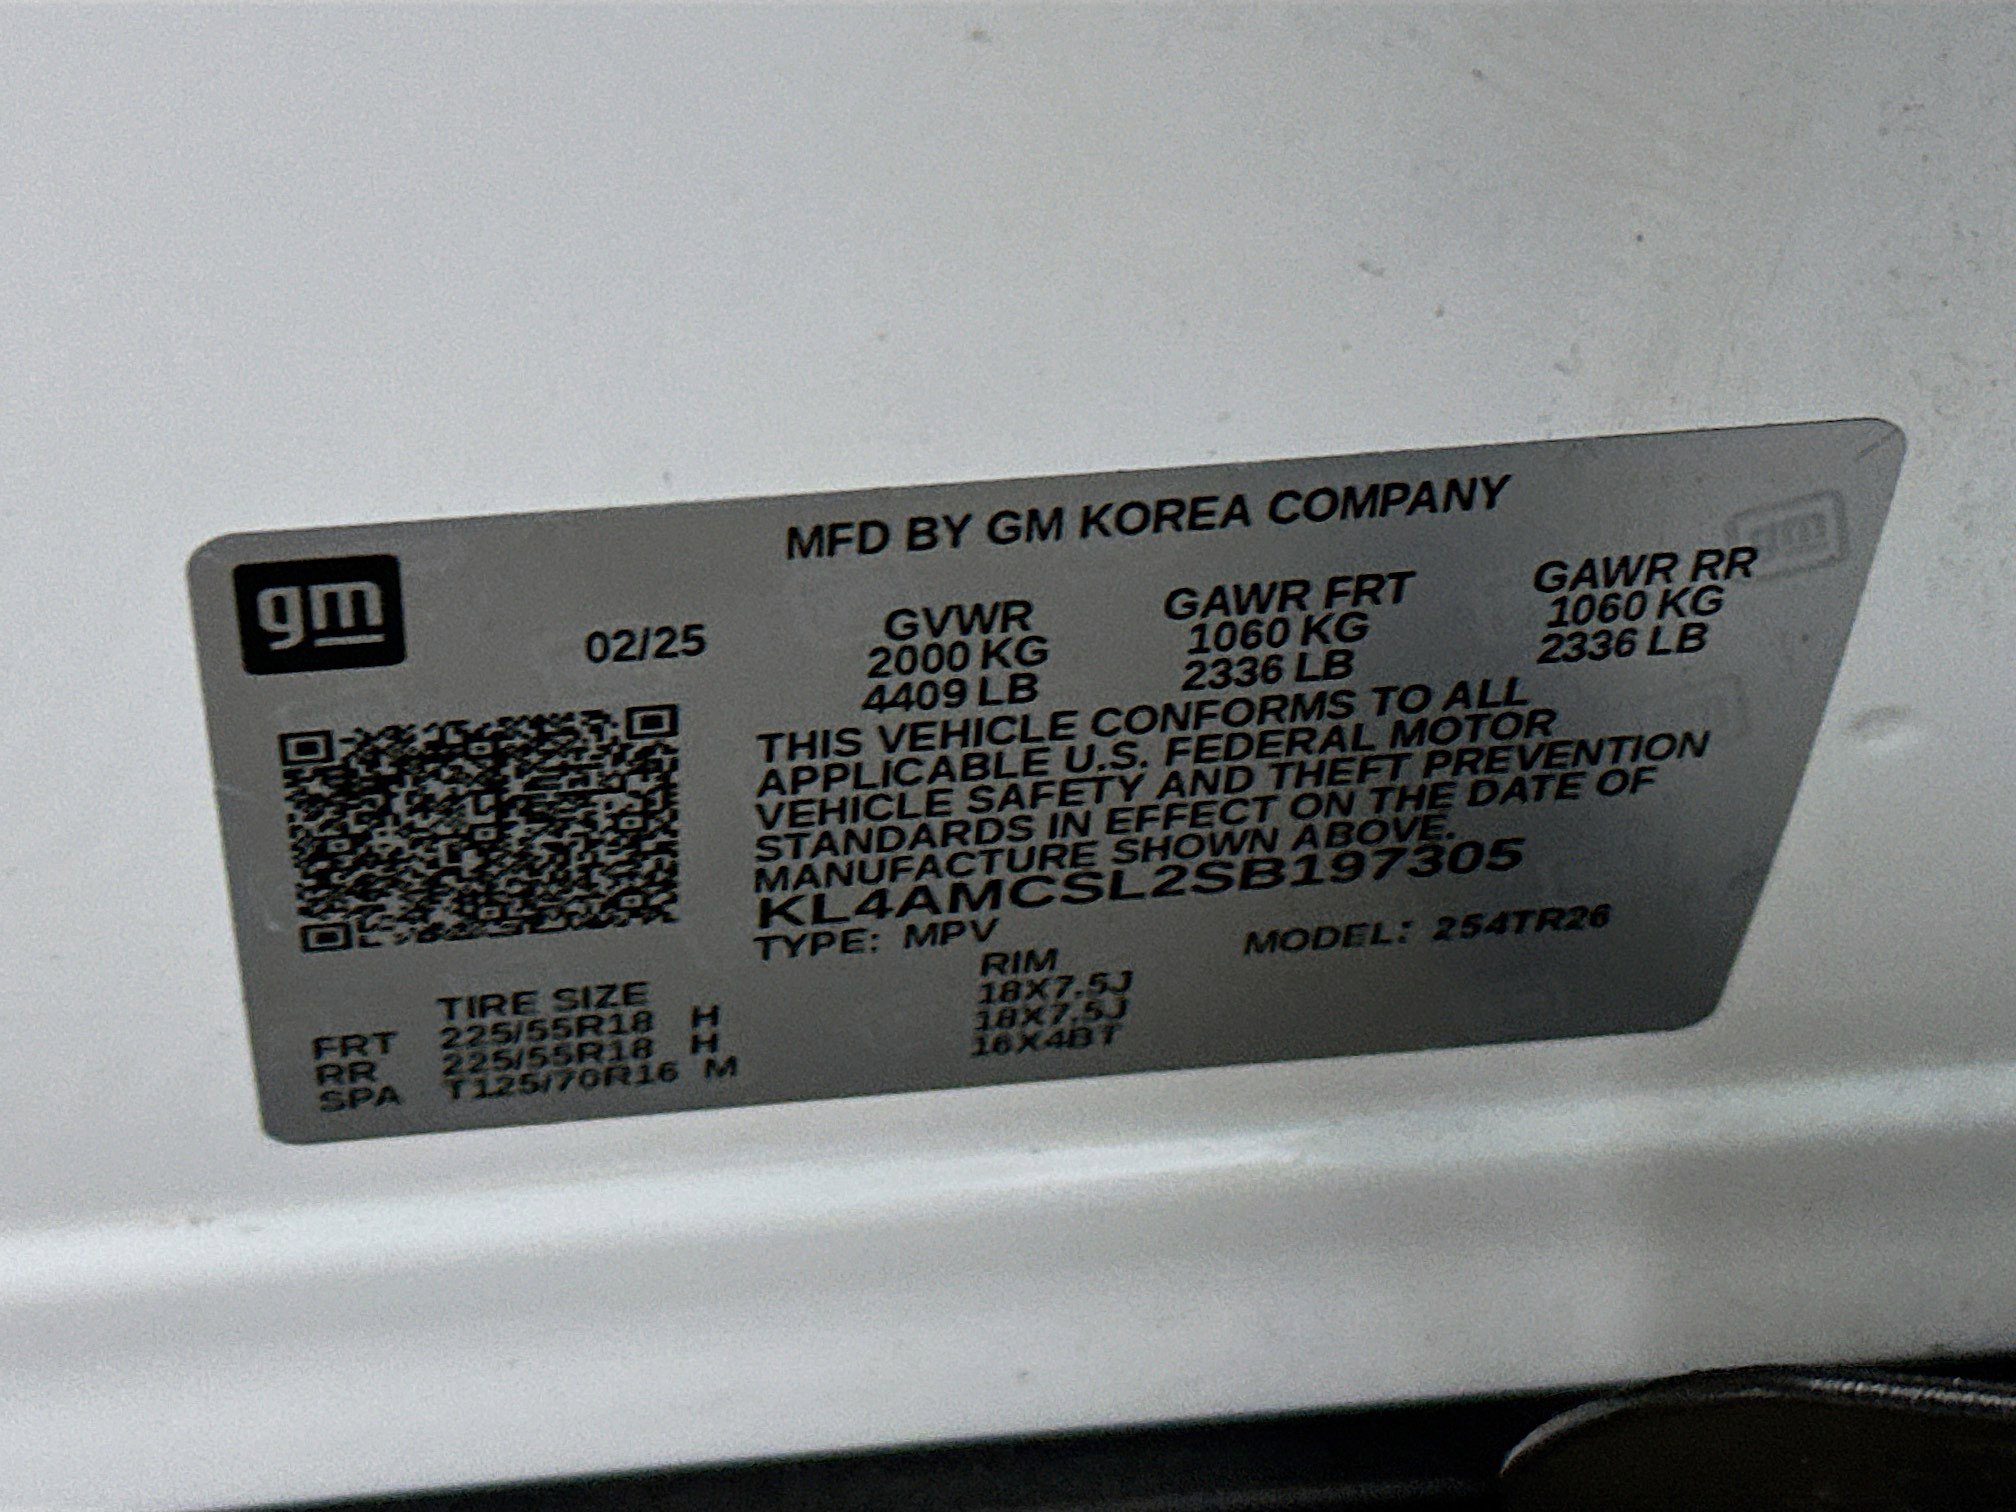 gm
MFD BY GM KOREA COMPANY
02/25
GVWR
2000 KG
4409 LB
GAWR FRT
1060 KG
2336 LB
GAWR RR
1060 KG
2336 LB
THIS VEHICLE CONFORMS TO ALL
APPLICABLE U.S. FEDERAL MOTOR
VEHICLE SAFETY AND THEFT PREVENTION
STANDARDS IN EFFECT ON THE DATE OF
MANUFACTURE SHOWN ABOVE.
KL4AMCSL2SB197305
TYPE: MPV MODEL: 254TR26
TIRE SIZE RIM
FRT 225/55R18 H 18X7.5J
RR 225/55R18 H 18X7.5J
SPA T125/70R16 M 16X4BT
gm
gm